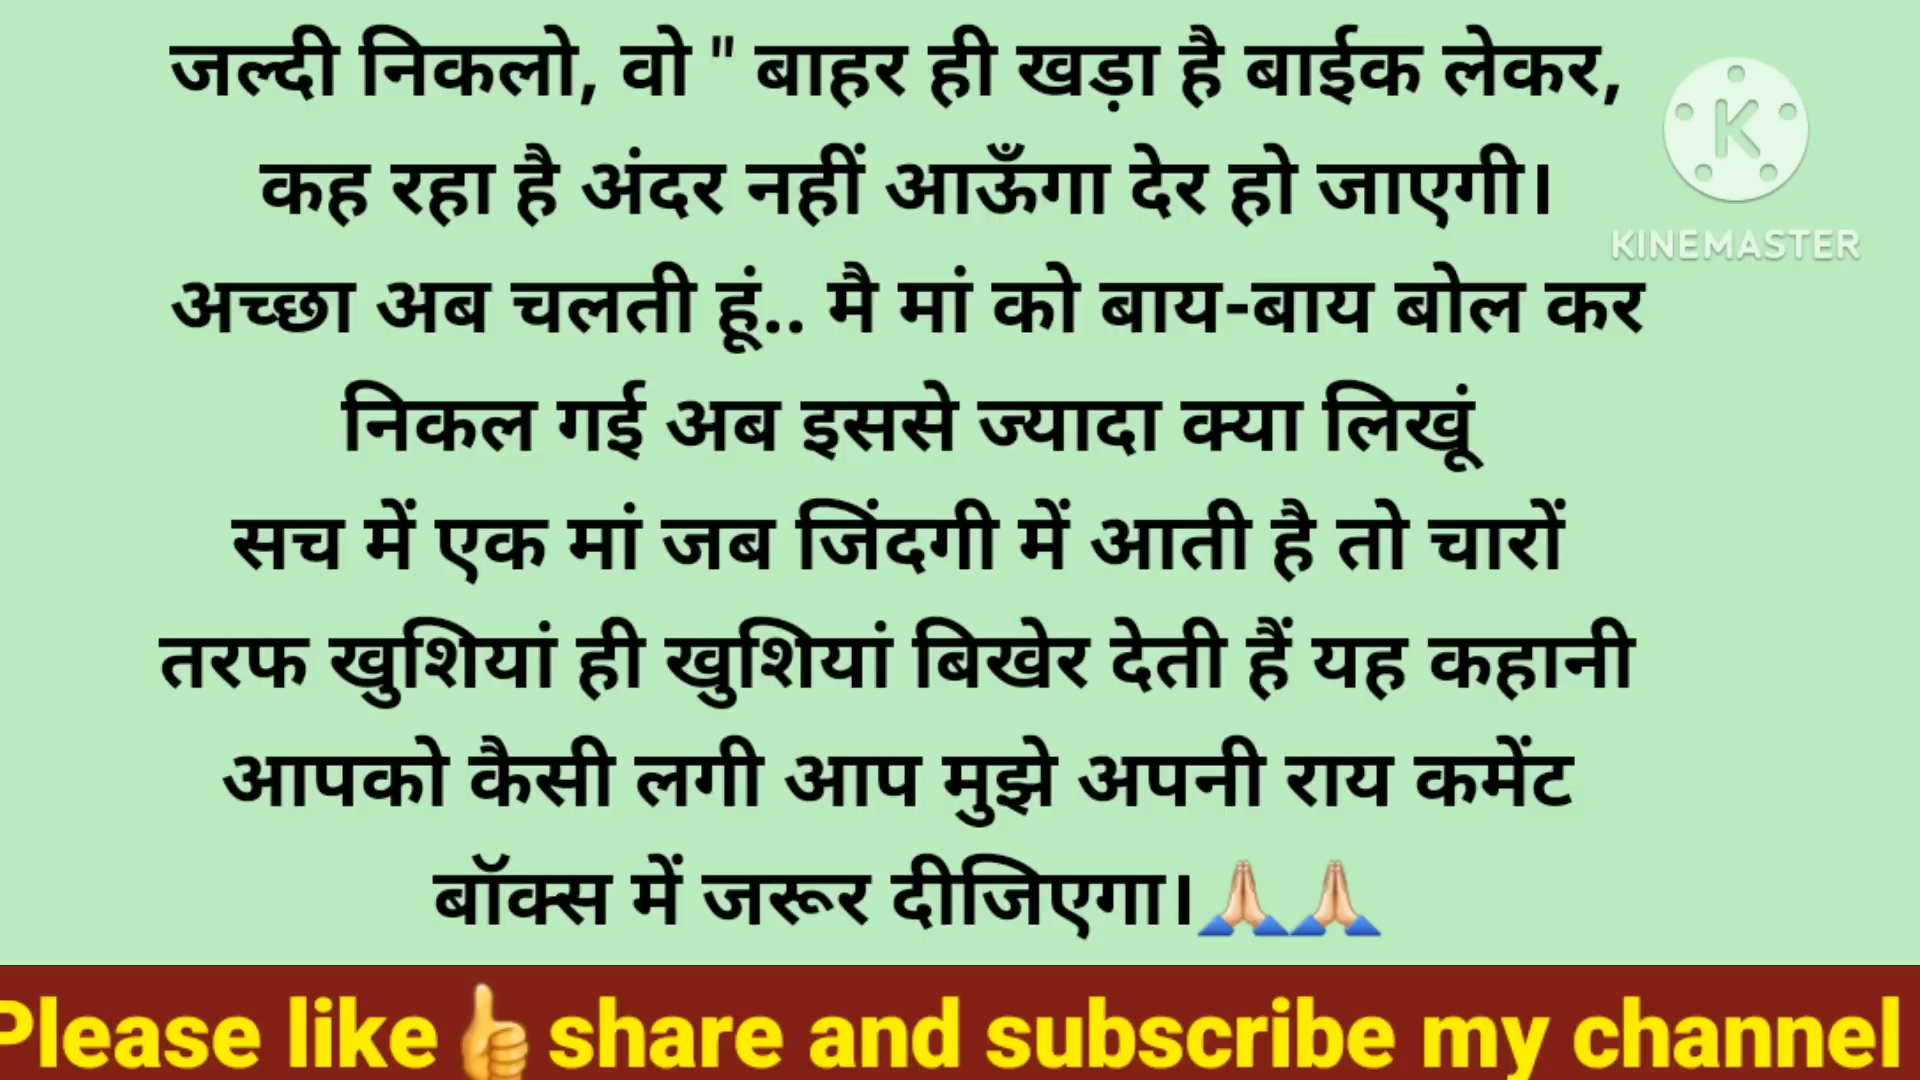 जल्दी निकलो, वो " बाहर ही खड़ा है बाईक लेकर,
कह रहा है अंदर नहीं आऊँगा देर हो जाएगी।
अच्छा अब चलती हूं.. मै मां को बाय-बाय बोल कर
निकल गई अब इससे ज्यादा क्या लिखूं
सच में एक मां जब जिंदगी में आती है तो चारों
तरफ खुशियां ही खुशियां बिखेर देती हैं यह कहानी
आपको कैसी लगी आप मुझे अपनी राय कमेंट
बॉक्स में जरूर दीजिएगा।🙏🏻🙏🏻
K
KINEMASTER
Please like👍share and subscribe my channel